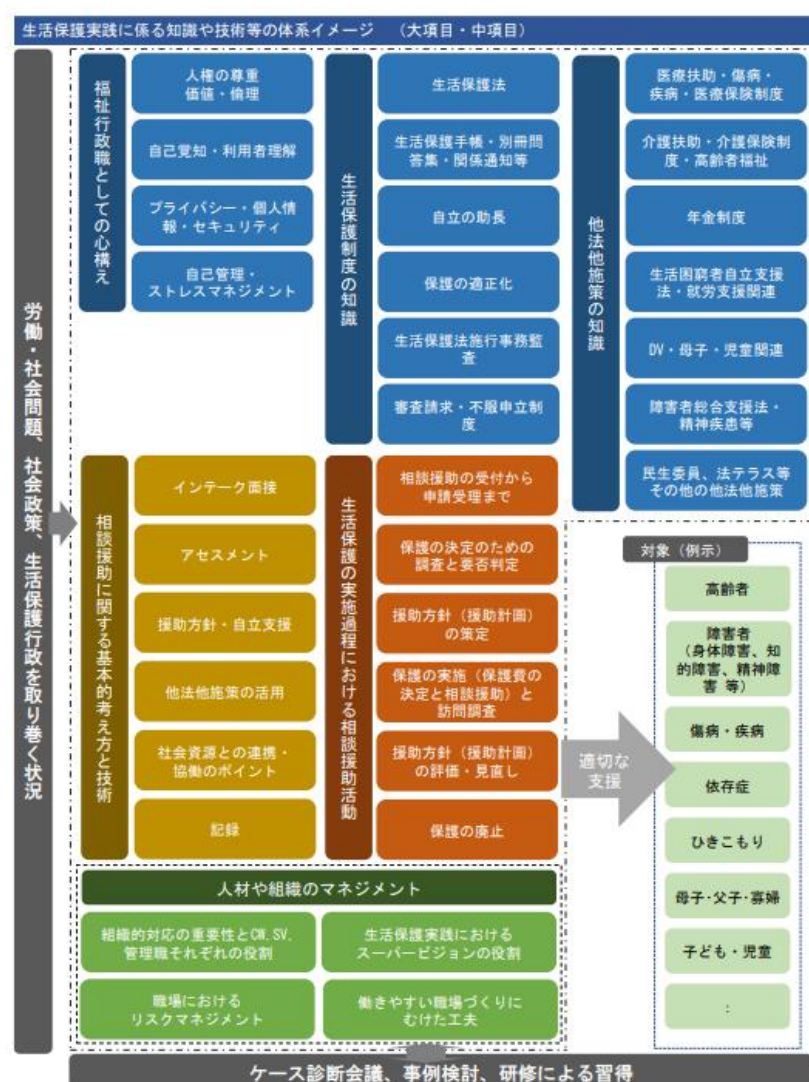 生活保護実践に係る知識や技術等の体系イメージ （大項目・中項目）
労働・社会問題、社会政策、生活保護行政を取り巻く状況
福祉行政職としての心構え
人権の尊重
価値・倫理
自己覚知・利用者理解
プライバシー・個人情
報・セキュリティ
自己管理・
ストレスマネジメント
生活保護制度の知識
生活保護法
生活保護手帳・別冊問
答集・関係通知等
自立の助長
保護の適正化
生活保護法施行事務監
査
審査請求・不服申立制
度
他法他施策の知識
医療扶助・傷病・
疾病・医療保険制度
介護扶助・介護保険制
度・高齢者福祉
年金制度
生活困窮者自立支援
法・就労支援関連
DV・母子・児童関連
障害者総合支援法・
精神疾患等
民生委員、法テラス等
その他の他法他施策
相談援助に関する基本的考え方と技術
インテーク面接
アセスメント
援助方針・自立支援
他法他施策の活用
社会資源との連携・
協働のポイント
記録
生活保護の実施過程における相談援助活動
相談援助の受付から
申請受理まで
保護の決定のための
調査と要否判定
援助方針（援助計画）
の策定
保護の実施（保護費の
決定と相談援助）と
訪問調査
援助方針（援助計画）
の評価・見直し
保護の廃止
適切な
支援
対象（例示）
高齢者
障害者
（身体障害、知
的障害、精神障
害 等）
傷病・疾病
依存症
ひきこもり
母子・父子・寡婦
子ども・児童
：
人材や組織のマネジメント
組織的対応の重要性とCW、SV、
管理職それぞれの役割
生活保護実践における
スーパービジョンの役割
職場における
リスクマネジメント
働きやすい職場づくりに
むけた工夫
ケース診断会議、事例検討、研修による習得